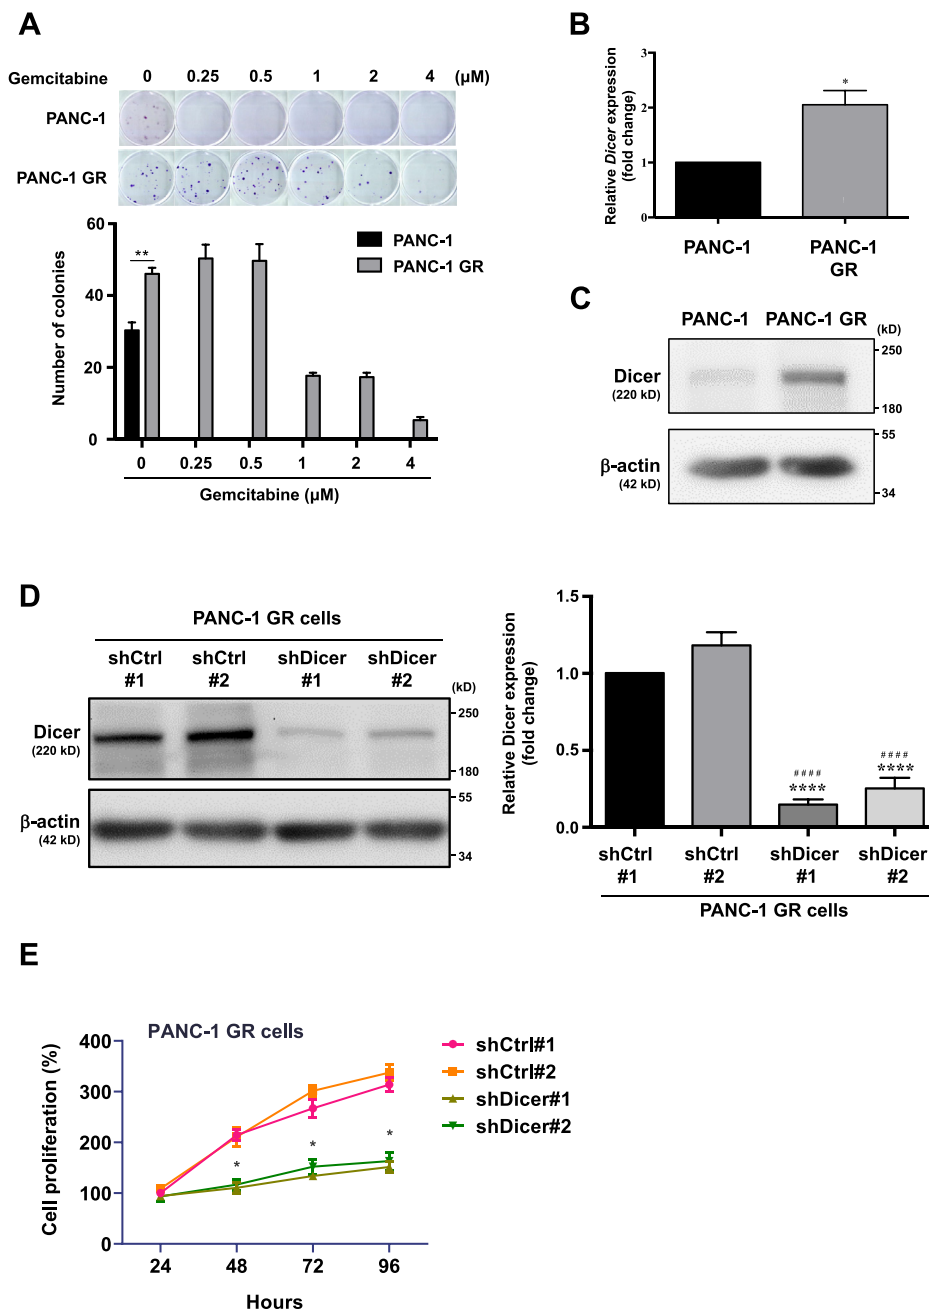 A
Gemcitabine 0 0.25 0.5 1 2 4 (μM)
PANC-1
PANC-1 GR
60
40
20
0
Number of colonies
**
PANC-1
PANC-1 GR
0 0.25 0.5 1 2 4
Gemcitabine (μM)
B
Relative Dicer expression
(fold change)
3
2
1
0
*
PANC-1 PANC-1
GR
C
PANC-1 PANC-1 GR (kD)
Dicer
(220 kD)
250
180
β-actin
(42 kD)
55
34
D
PANC-1 GR cells
shCtrl shCtrl shDicer shDicer
#1 #2 #1 #2
(kD)
Dicer
(220 kD)
250
180
β-actin
(42 kD)
55
34
Relative Dicer expression
(fold change)
1.5
1.0
0.5
0.0
#### ####
**** ****
shCtrl shCtrl shDicer shDicer
#1 #2 #1 #2
PANC-1 GR cells
E
PANC-1 GR cells
Cell proliferation (%)
400
300
200
100
0
* * *
24 48 72 96
Hours
shCtrl#1
shCtrl#2
shDicer#1
shDicer#2